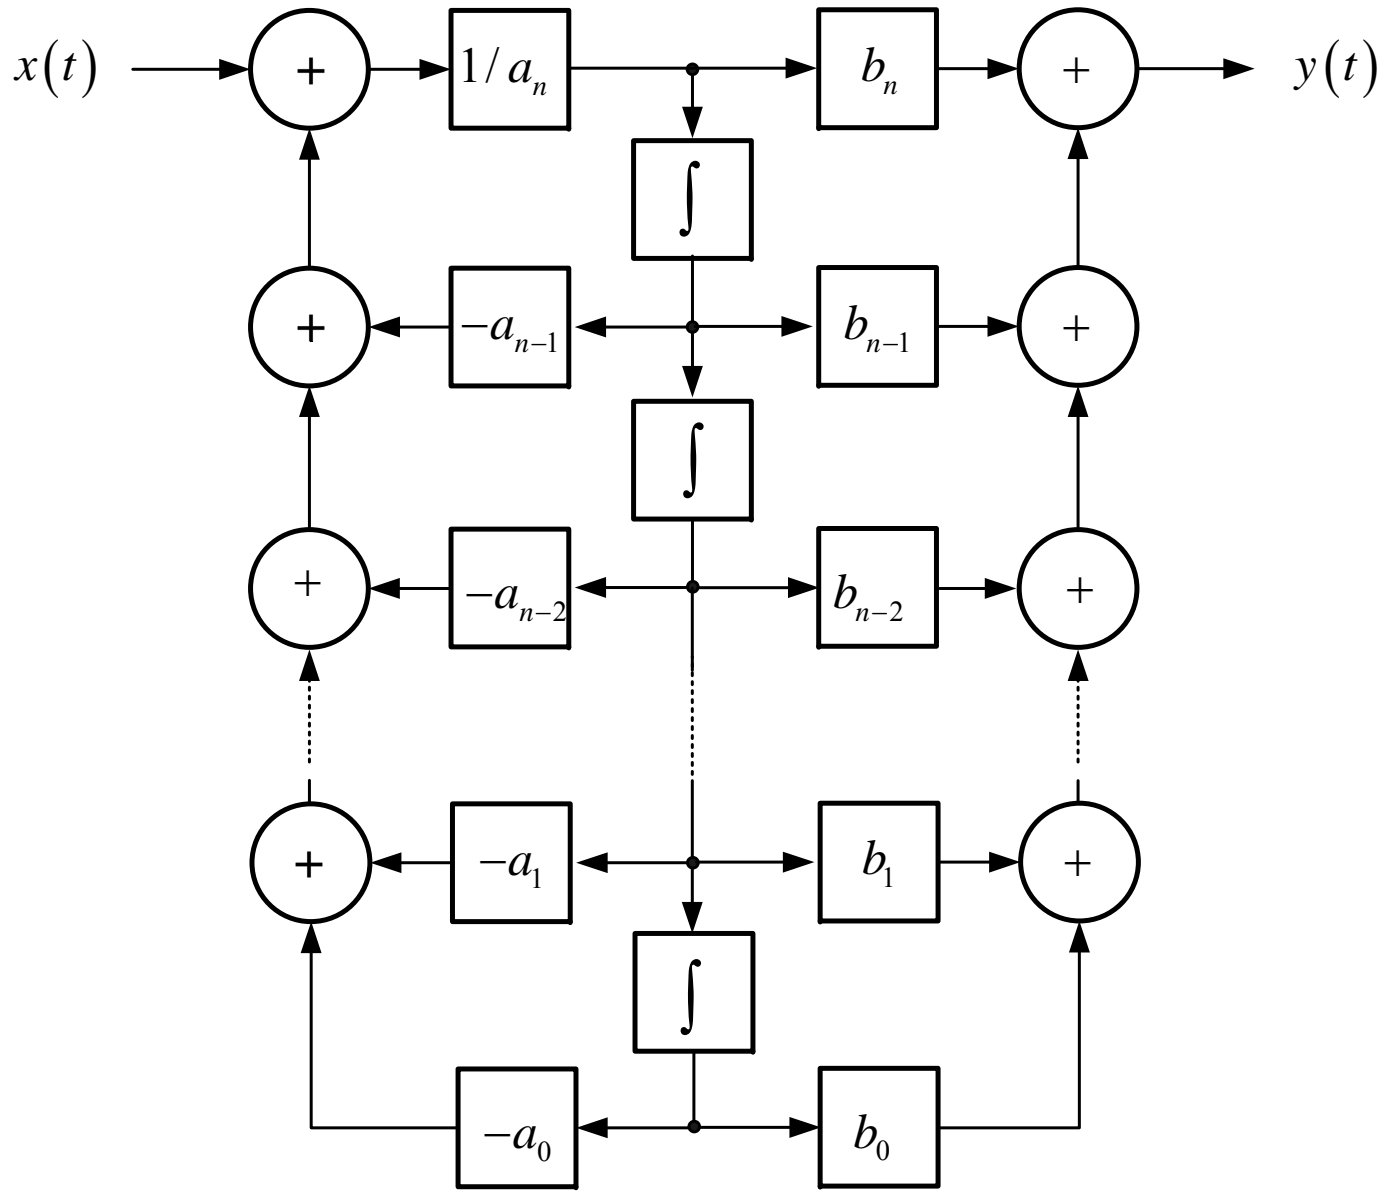 x(t) + 1/a_n b_n + y(t)
∫
+ −a_{n−1} b_{n−1} +
∫
+ −a_{n−2} b_{n−2} +
+ −a_1 b_1 +
∫
−a_0 b_0